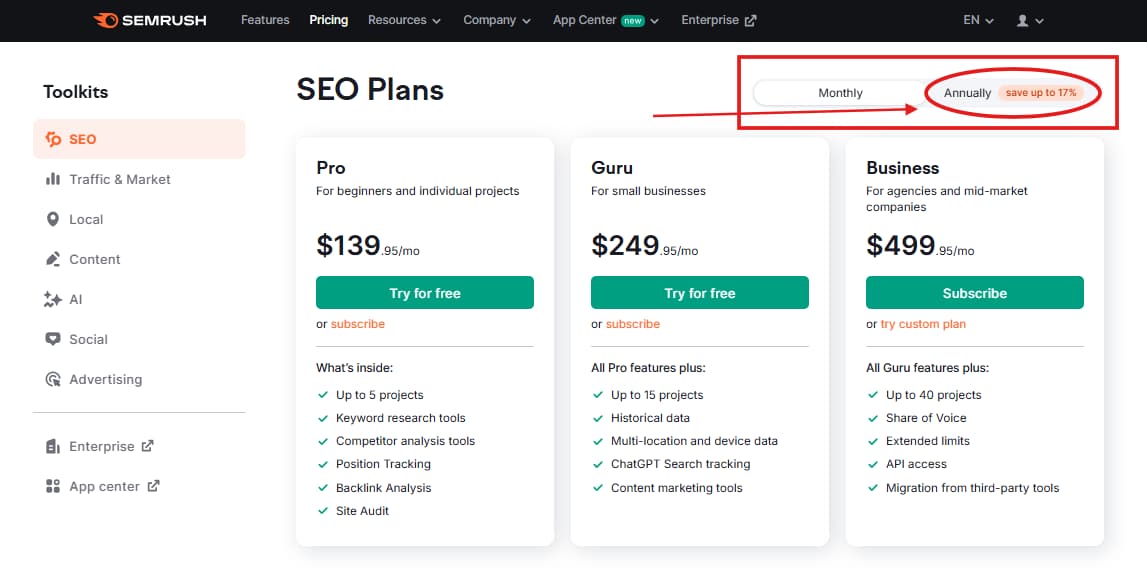 SEMRUSH
Features Pricing Resources Company App Center new Enterprise EN
Toolkits
SEO
Traffic & Market
Local
Content
AI
Social
Advertising
Enterprise
App center
SEO Plans
Monthly Annually save up to 17%
Pro
For beginners and individual projects
$139.95/mo
Try for free
or subscribe
What's inside:
Up to 5 projects
Keyword research tools
Competitor analysis tools
Position Tracking
Backlink Analysis
Site Audit
Guru
For small businesses
$249.95/mo
Try for free
or subscribe
All Pro features plus:
Up to 15 projects
Historical data
Multi-location and device data
ChatGPT Search tracking
Content marketing tools
Business
For agencies and mid-market
companies
$499.95/mo
Subscribe
or try custom plan
All Guru features plus:
Up to 40 projects
Share of Voice
Extended limits
API access
Migration from third-party tools